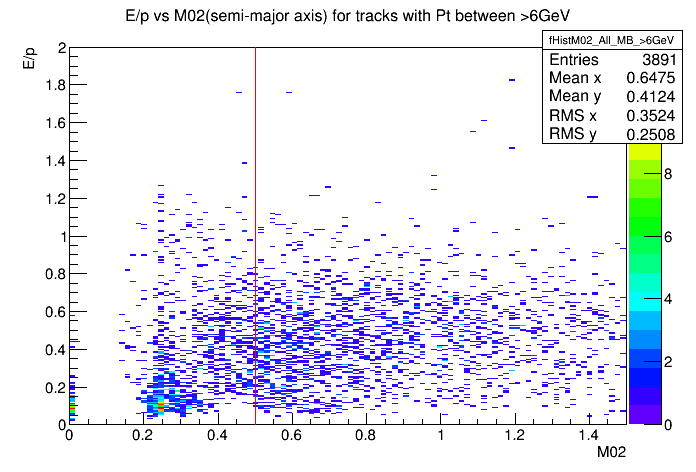 E/p vs M02(semi-major axis) for tracks with Pt between >6GeV
fHistM02_All_MB_>6GeV
Entries 3891
Mean x 0.6475
Mean y 0.4124
RMS x 0.3524
RMS y 0.2508
E/p
2
1.8
1.6
1.4
1.2
1
0.8
0.6
0.4
0.2
0
0 0.2 0.4 0.6 0.8 1 1.2 1.4
M02
8
6
4
2
0